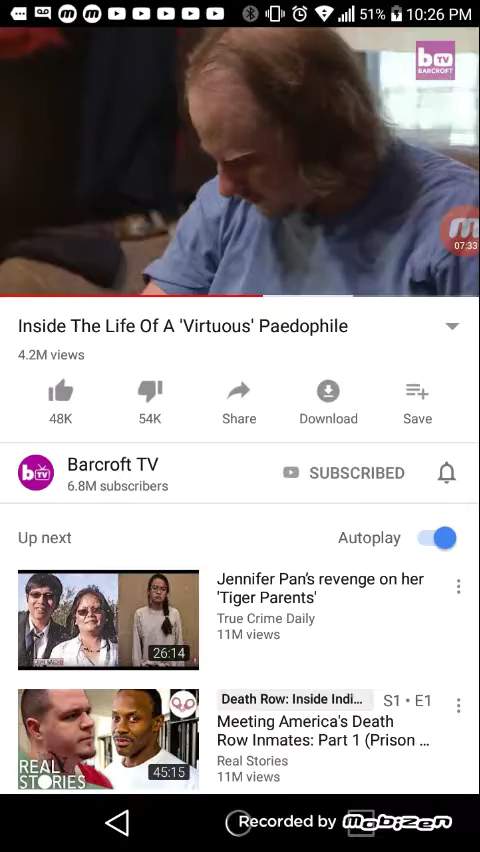 51% 10:26 PM
b TV
BARCROFT
07:33
Inside The Life Of A 'Virtuous' Paedophile
4.2M views
48K 54K Share Download Save
bTV
Barcroft TV SUBSCRIBED
6.8M subscribers
Up next Autoplay
Jennifer Pan's revenge on her
'Tiger Parents'
True Crime Daily
11M views
26:14
Death Row: Inside Indi... S1 • E1
Meeting America's Death
Row Inmates: Part 1 (Prison ...
Real Stories
11M views
REAL
STORIES
45:15
Recorded by Mobizen